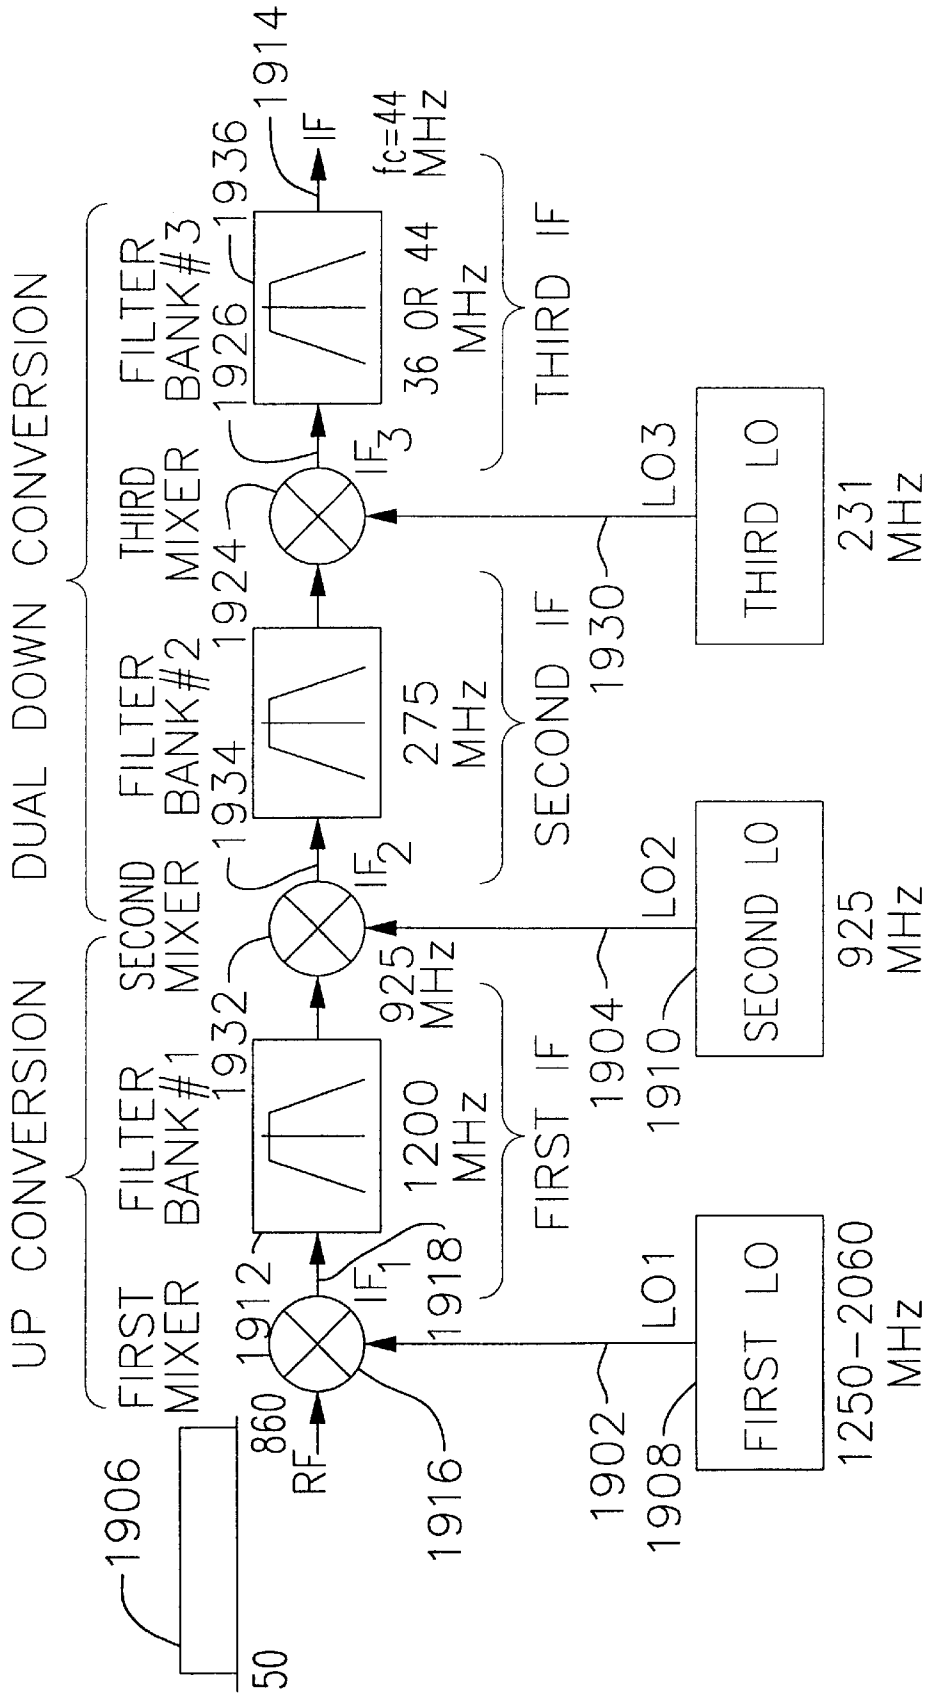 UP CONVERSION
DUAL DOWN CONVERSION
FIRST
MIXER
FILTER
BANK#1
SECOND
MIXER
FILTER
BANK#2
THIRD
MIXER
FILTER
BANK#3
1906
50
860
RF
1912
1932
1934
1924
1926
1936
1914
IF
1916
IF1
1918
1200
MHz
925
MHz
IF2
275
MHz
IF3
36 OR 44
MHz
fc=44
MHz
FIRST IF
SECOND IF
THIRD IF
1902
1908
LO1
1904
1910
LO2
1930
LO3
FIRST LO
SECOND LO
THIRD LO
1250-2060
MHz
925
MHz
231
MHz